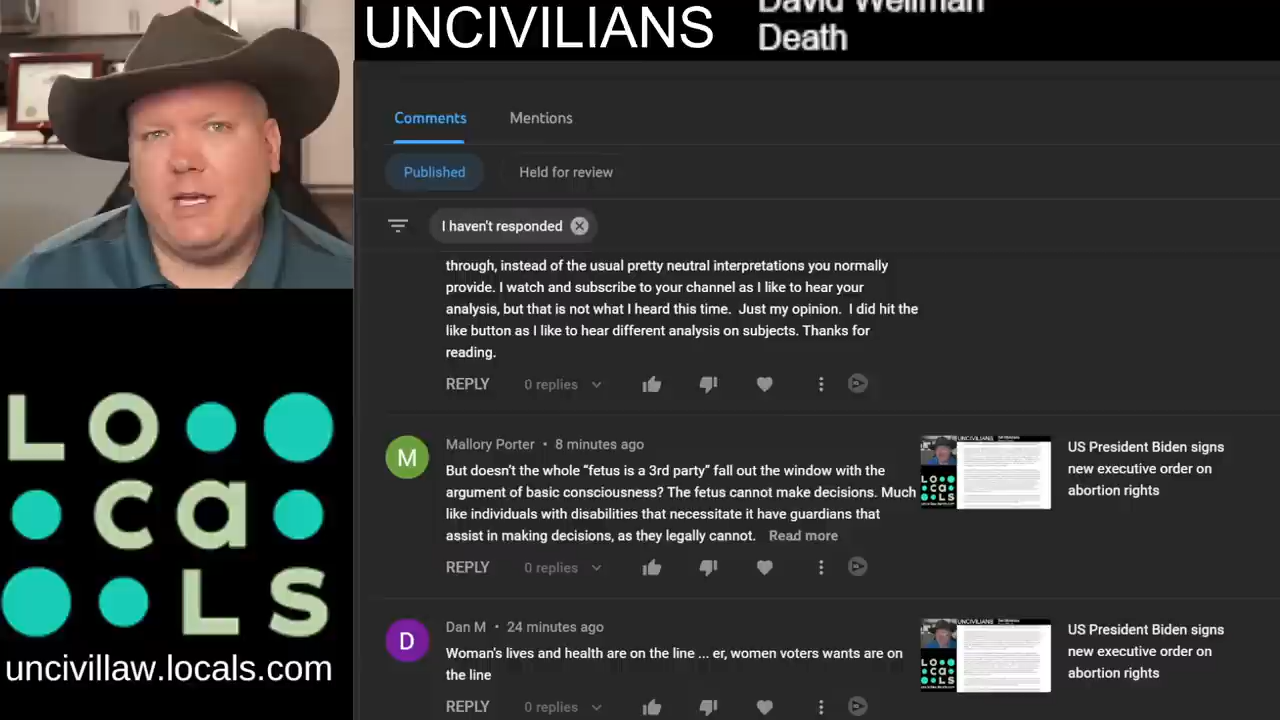 UNCIVILIANS
David Wellman
Death
Comments
Mentions
Published
Held for review
I haven't responded
through, instead of the usual pretty neutral interpretations you normally
provide. I watch and subscribe to your channel as I like to hear your
analysis, but that is not what I heard this time. Just my opinion. I did hit the
like button as I like to hear different analysis on subjects. Thanks for
reading.
REPLY
0 replies
M
Mallory Porter • 8 minutes ago
But doesn't the whole “fetus is a 3rd party” fall out the window with the
argument of basic consciousness? The fetus cannot make decisions. Much
like individuals with disabilities that necessitate it have guardians that
assist in making decisions, as they legally cannot. Read more
US President Biden signs
new executive order on
abortion rights
REPLY
0 replies
D
Dan M • 24 minutes ago
Womans lives and health are on the line ... er, women voters wants are on
the line
US President Biden signs
new executive order on
abortion rights
REPLY
0 replies
LOCALS
uncivillaw.locals.com